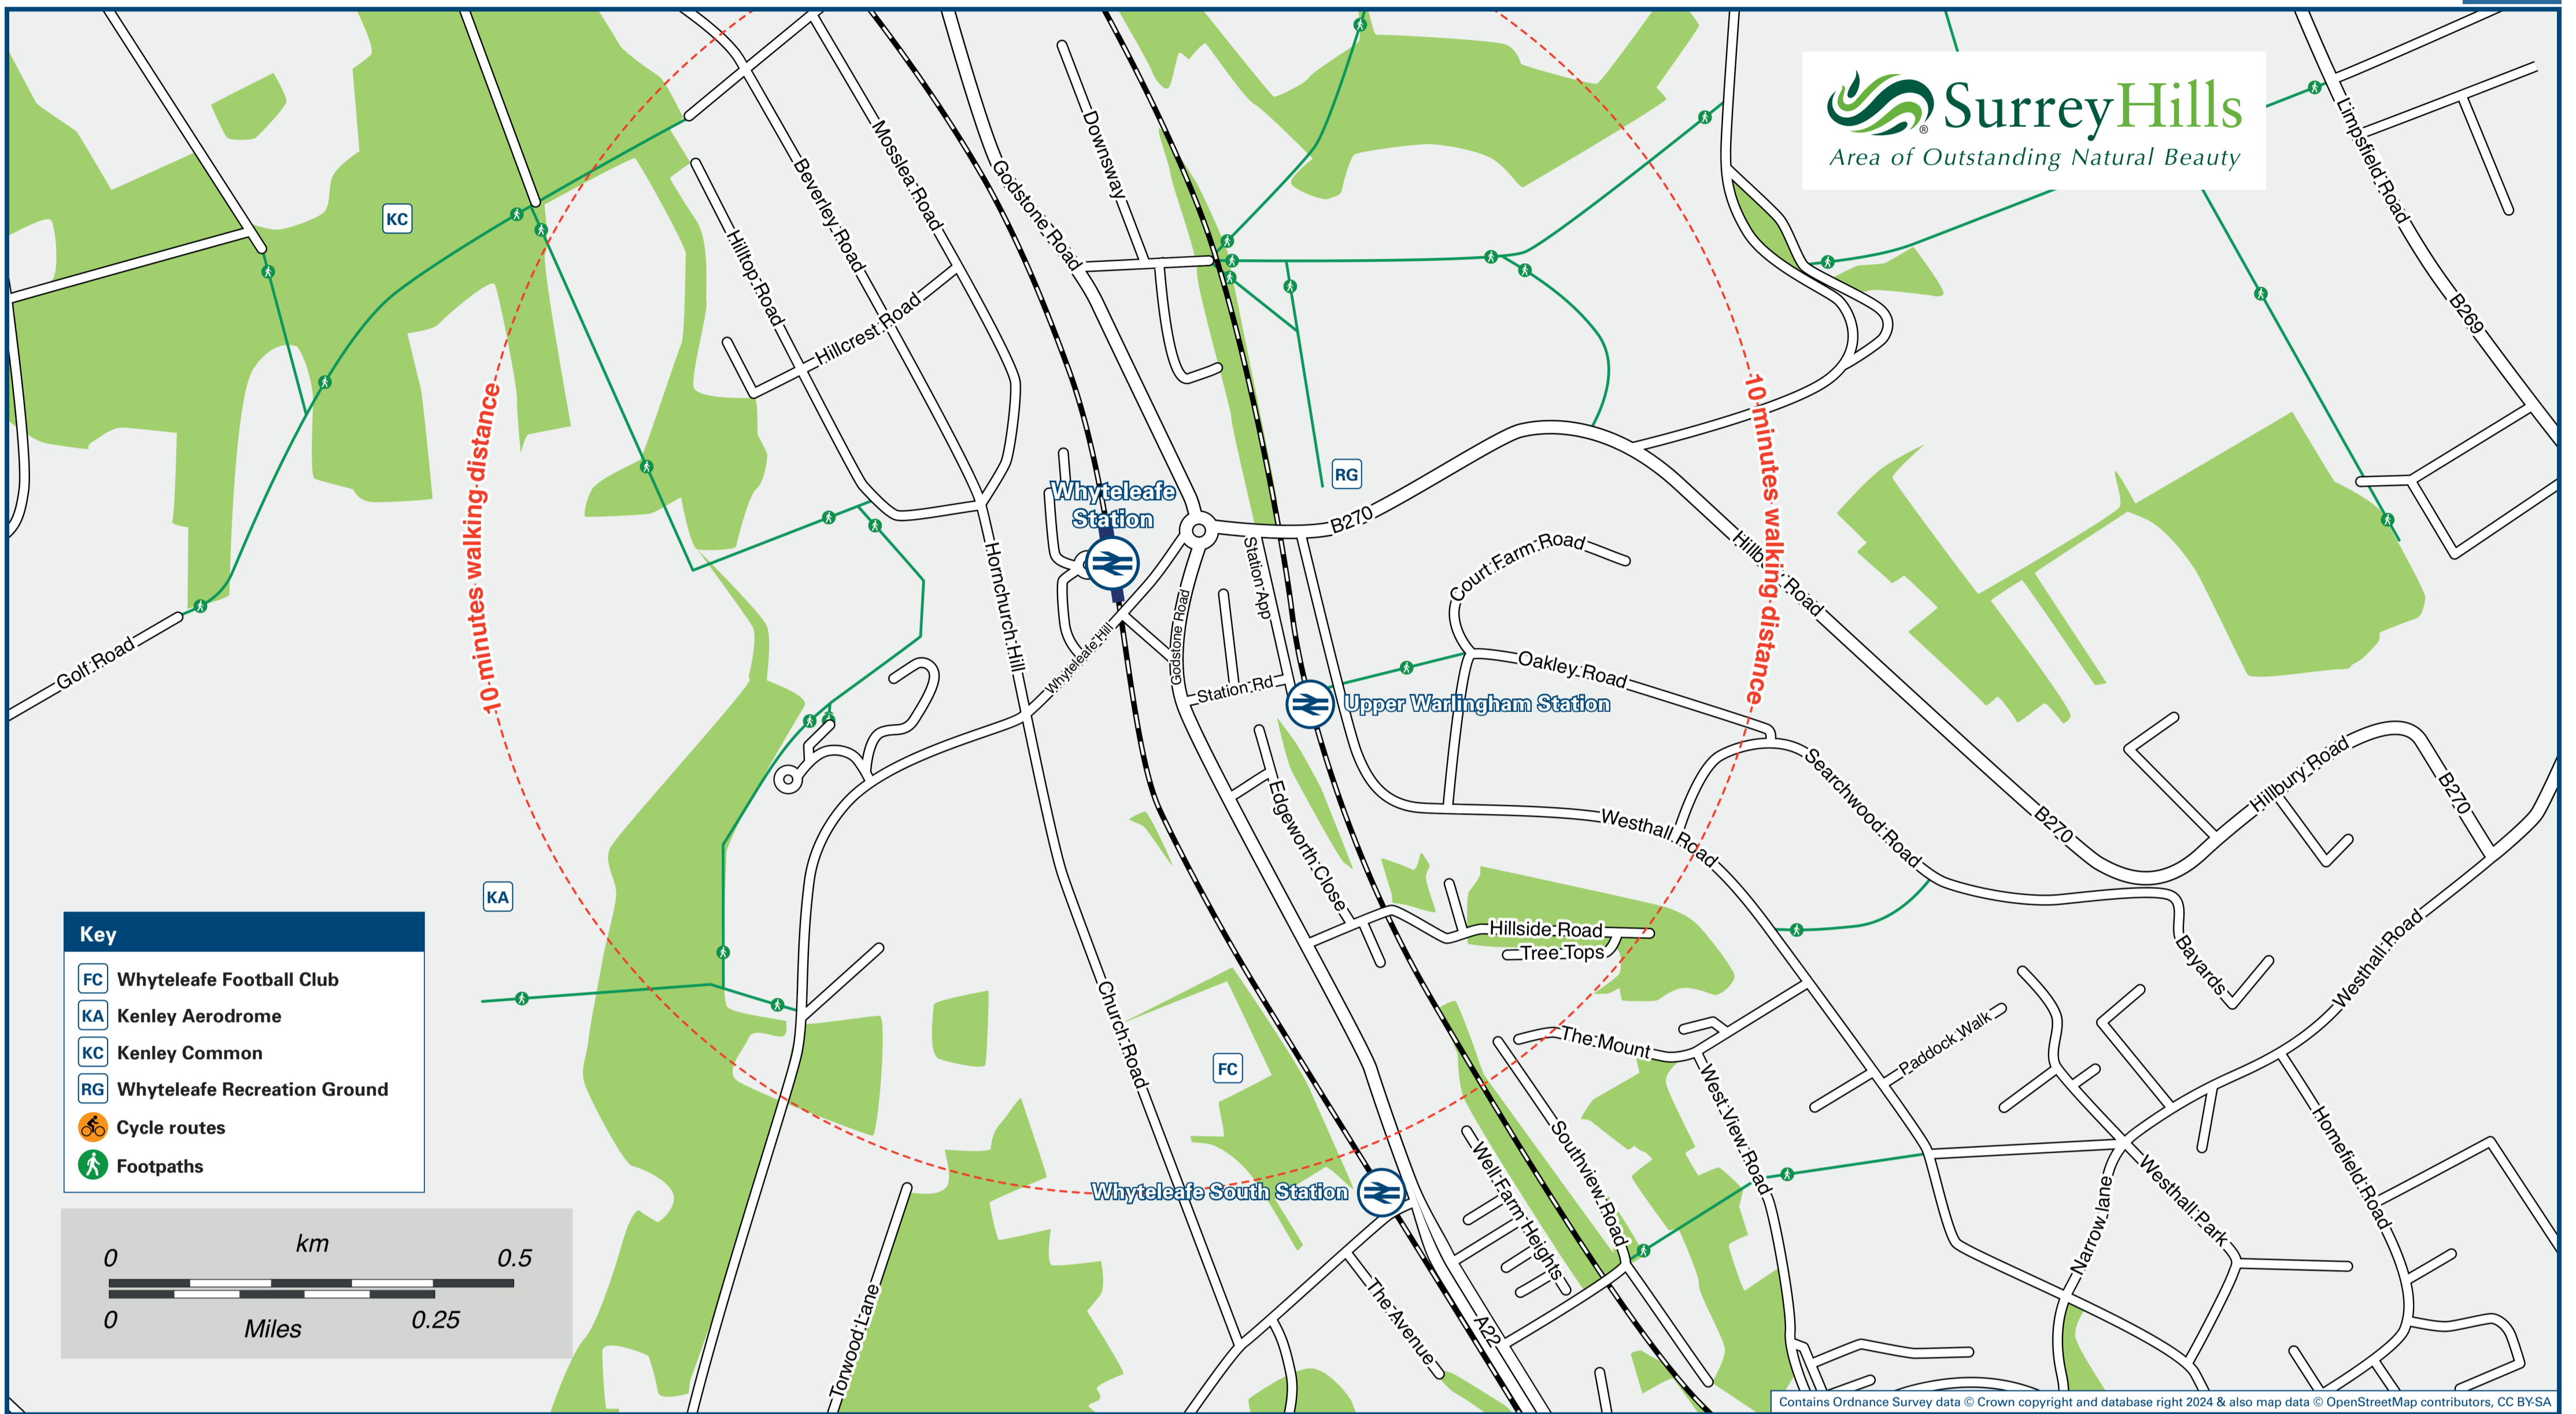 SurreyHills
®
Area of Outstanding Natural Beauty
Limpsfield Road
B269
Downsway
Mosslea Road
Godstone Road
Beverley Road
Hilltop Road
Hillcrest Road
KC
10 minutes walking distance
10 minutes walking distance
RG
B270
Whyteleafe
Station
Station App
Court Farm Road
Hillbury Road
Hornchurch Hill
Whyteleafe Hill
Godstone Road
Golf Road
Station Rd
Oakley Road
Upper Warlingham Station
Searchwood Road
Westhall Road
B270
Hillbury Road
B270
Edgeworth Close
KA
Hillside Road
Tree Tops
Bayards
Westhall Road
Church Road
FC
The Mount
Paddock Walk
West View Road
Southview Road
Well Farm Heights
Whyteleafe South Station
Homefield Road
Westhall Park
Narrow lane
The Avenue
A22
Torwood Lane
Key
FC Whyteleafe Football Club
KA Kenley Aerodrome
KC Kenley Common
RG Whyteleafe Recreation Ground
Cycle routes
Footpaths
km
0 0.5
0 0.25
Miles
Contains Ordnance Survey data © Crown copyright and database right 2024 & also map data © OpenStreetMap contributors, CC BY-SA